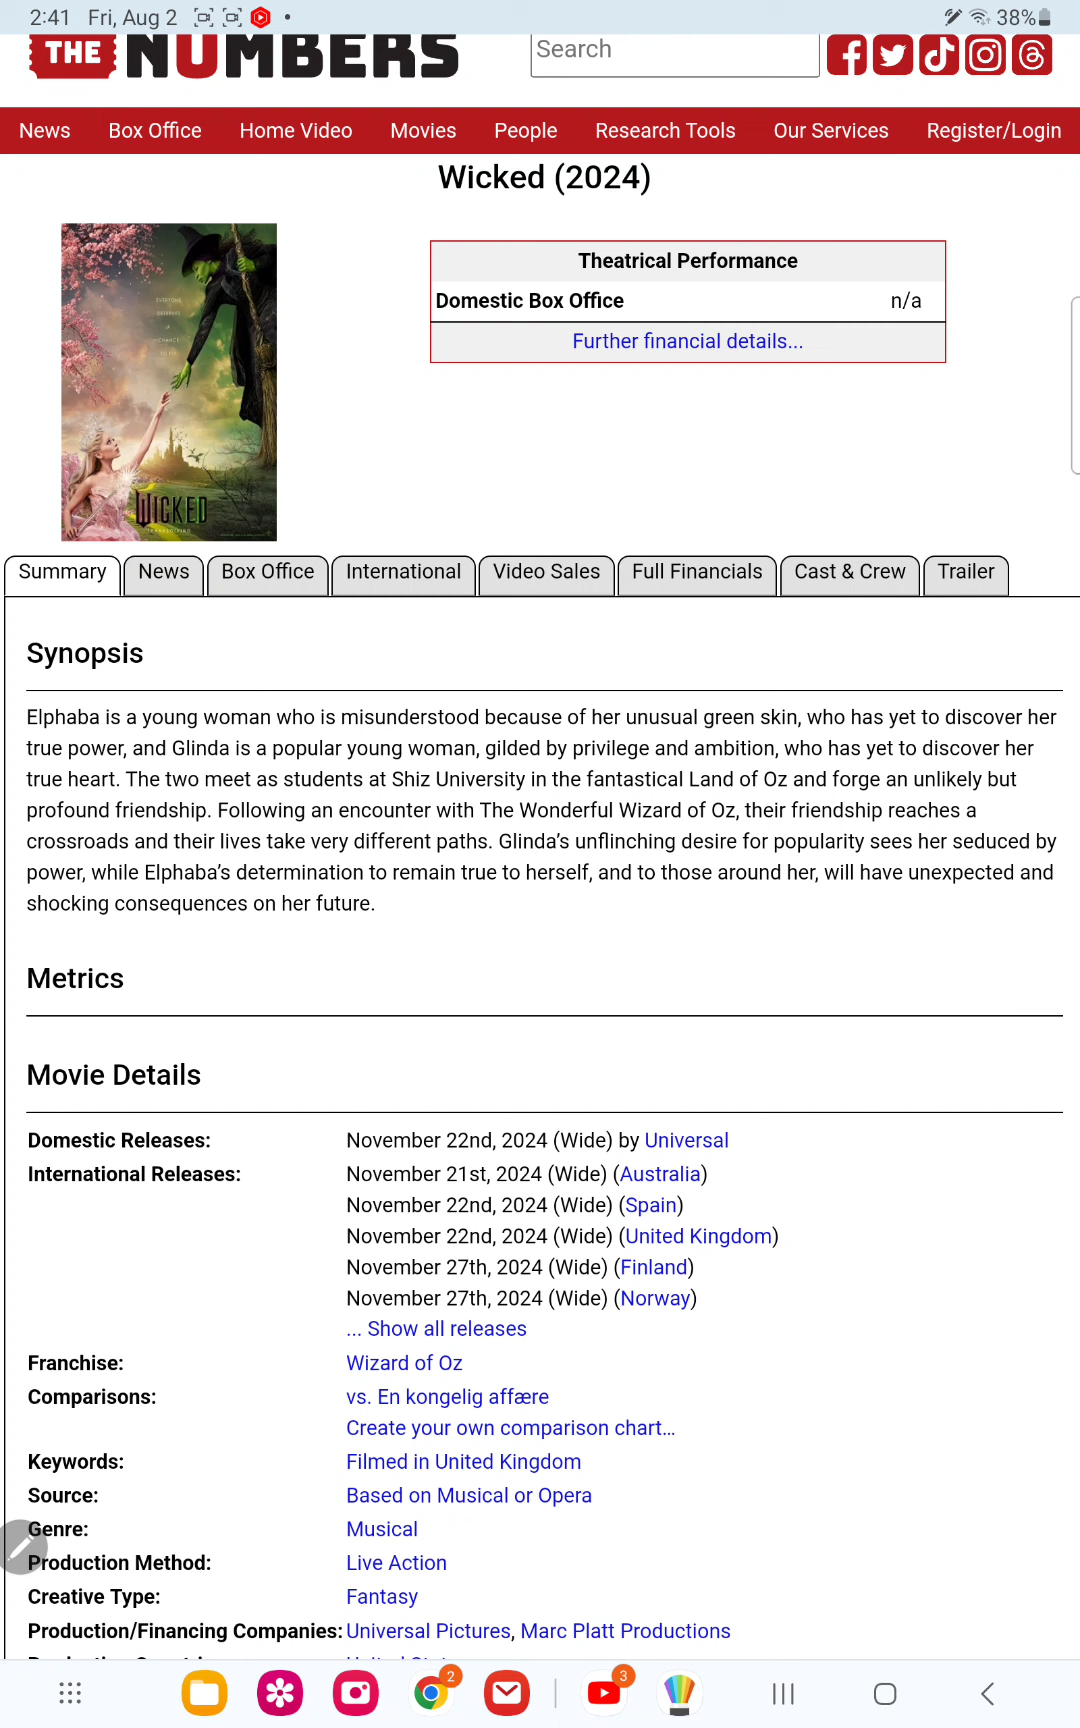 2:41 Fri, Aug 2
38%
THE NUMBERS
Search
News Box Office Home Video Movies People Research Tools Our Services Register/Login
Wicked (2024)
EVERYONE
DESERVES
A
CHANCE
TO FLY
WICKED
Theatrical Performance
Domestic Box Office n/a
Further financial details...
Summary News Box Office International Video Sales Full Financials Cast & Crew Trailer
Synopsis
Elphaba is a young woman who is misunderstood because of her unusual green skin, who has yet to discover her
true power, and Glinda is a popular young woman, gilded by privilege and ambition, who has yet to discover her
true heart. The two meet as students at Shiz University in the fantastical Land of Oz and forge an unlikely but
profound friendship. Following an encounter with The Wonderful Wizard of Oz, their friendship reaches a
crossroads and their lives take very different paths. Glinda’s unflinching desire for popularity sees her seduced by
power, while Elphaba’s determination to remain true to herself, and to those around her, will have unexpected and
shocking consequences on her future.
Metrics
Movie Details
Domestic Releases: November 22nd, 2024 (Wide) by Universal
International Releases: November 21st, 2024 (Wide) (Australia)
November 22nd, 2024 (Wide) (Spain)
November 22nd, 2024 (Wide) (United Kingdom)
November 27th, 2024 (Wide) (Finland)
November 27th, 2024 (Wide) (Norway)
... Show all releases
Franchise: Wizard of Oz
Comparisons: vs. En kongelig affære
Create your own comparison chart…
Keywords: Filmed in United Kingdom
Source: Based on Musical or Opera
Genre: Musical
Production Method: Live Action
Creative Type: Fantasy
Production/Financing Companies: Universal Pictures, Marc Platt Productions
2
3